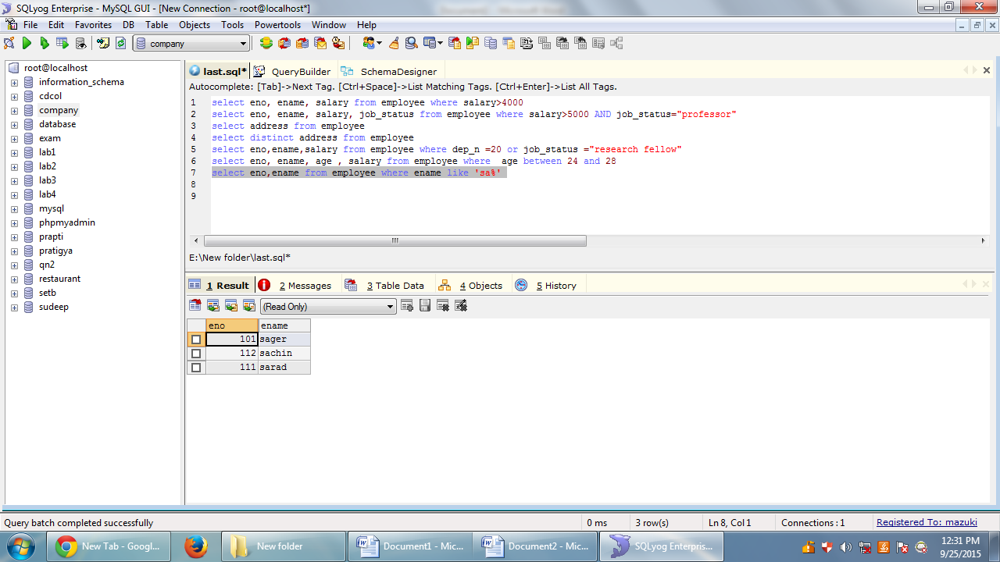 SQLyog Enterprise - MySQL GUI - [New Connection - root@localhost*]
File Edit Favorites DB Table Objects Tools Powertools Window Help
company
root@localhost
information_schema
cdcol
company
database
exam
lab1
lab2
lab3
lab4
mysql
phpmyadmin
prapti
pratigya
qn2
restaurant
setb
sudeep
last.sql* QueryBuilder SchemaDesigner
Autocomplete: [Tab]->Next Tag. [Ctrl+Space]->List Matching Tags. [Ctrl+Enter]->List All Tags.
1 select eno, ename, salary from employee where salary>4000
2 select eno, ename, salary, job_status from employee where salary>5000 AND job_status="professor"
3 select address from employee
4 select distinct address from employee
5 select eno,ename,salary from employee where dep_n =20 or job_status ="research fellow"
6 select eno, ename, age , salary from employee where  age between 24 and 28
7 select eno,ename from employee where ename like 'sa%'
8
9
E:\New folder\last.sql*
1 Result 2 Messages 3 Table Data 4 Objects 5 History
(Read Only)
eno ename
101 sager
112 sachin
111 sarad
Query batch completed successfully 0 ms 3 row(s) Ln 8, Col 1 Connections : 1 Registered To: mazuki
New Tab - Googl... New folder Document1 - Mic... Document2 - Mic... SQLyog Enterpris... 12:31 PM
9/25/2015